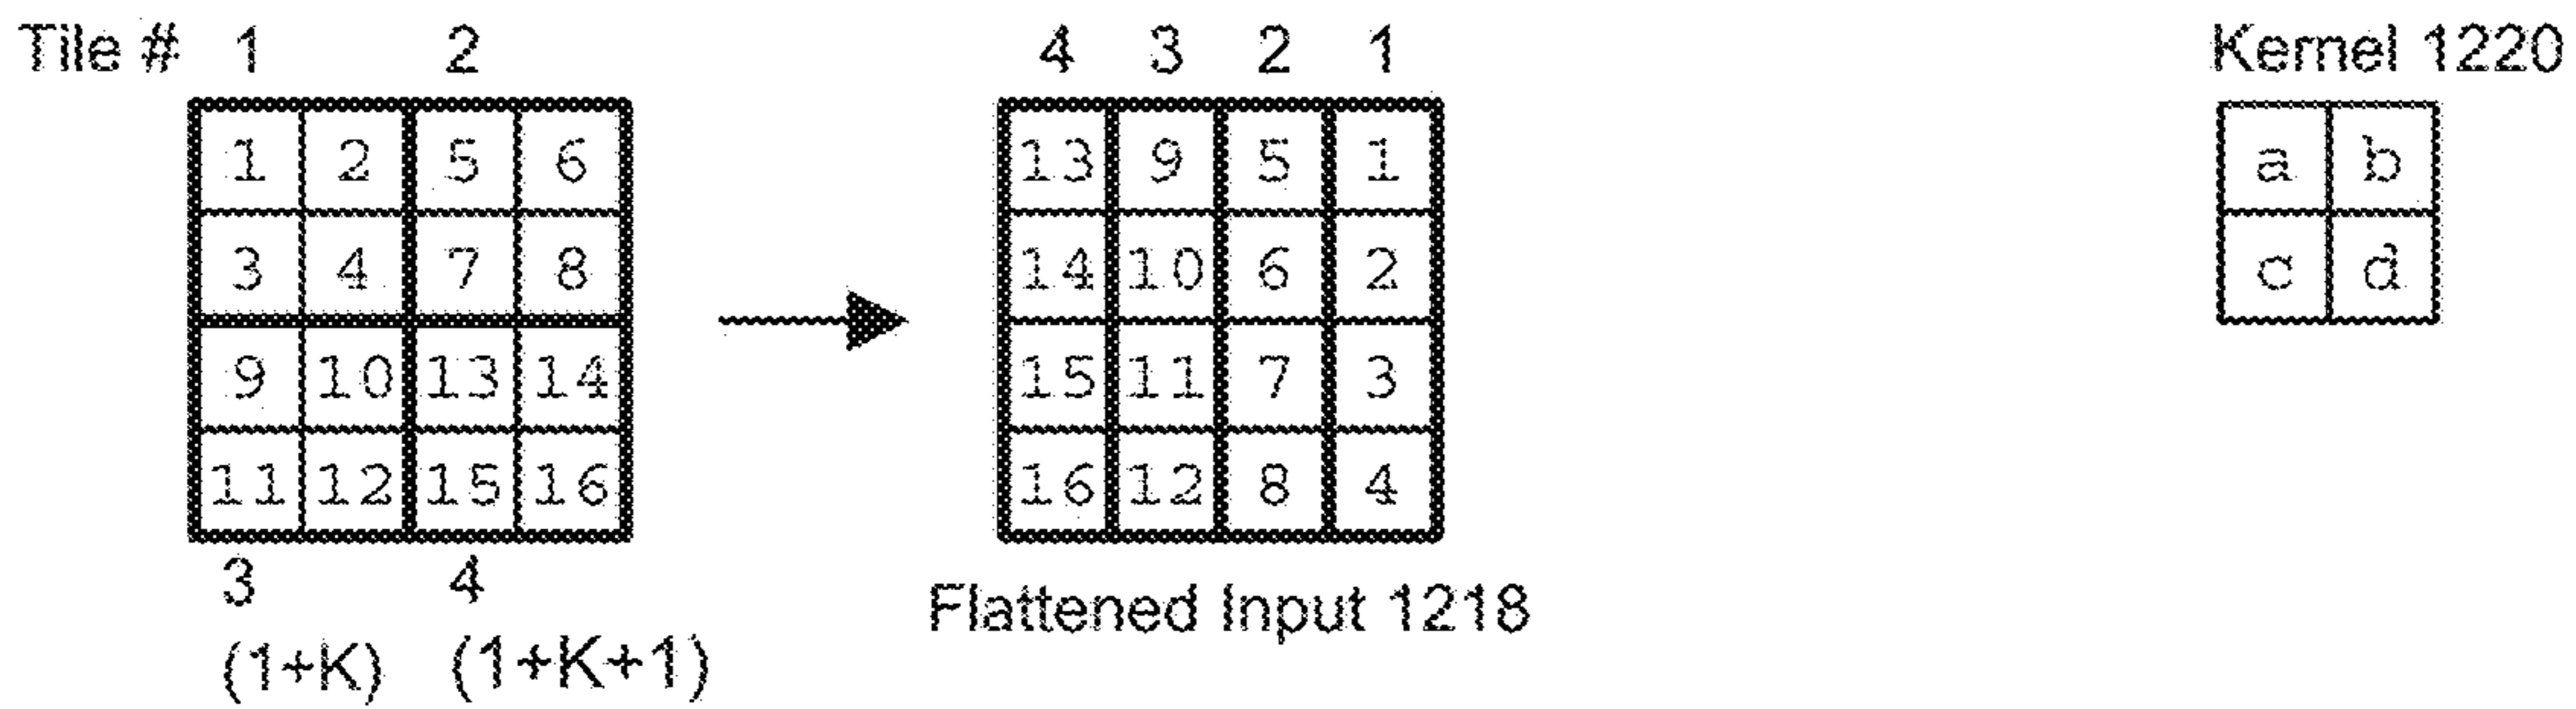 Tile # 1 2 4 3 2 1 Kernel 1220
1 2 5 6 13 9 5 1 a b
3 4 7 8 14 10 6 2 c d
9 10 13 14 15 11 7 3
11 12 15 16 16 12 8 4
3 4 Flattened Input 1218
(1+K) (1+K+1)